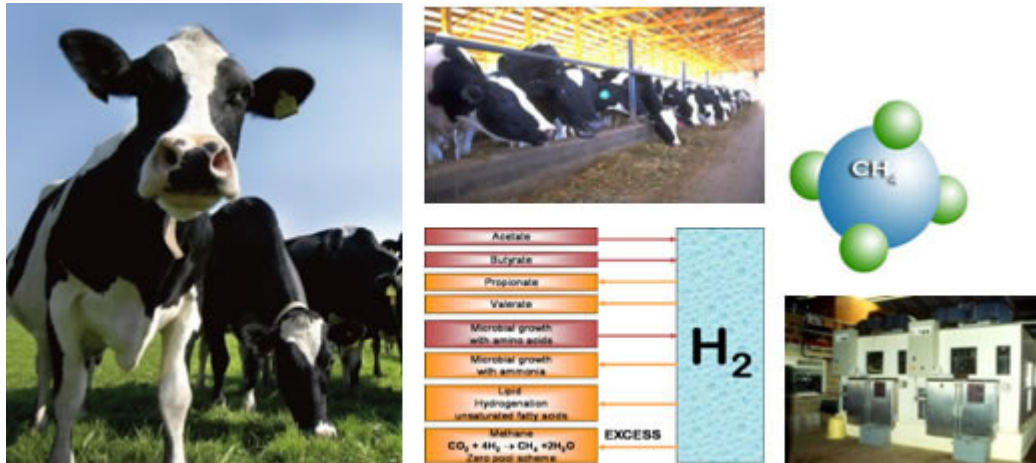 Acetate
Butyrate
Propionate
Valerate
Microbial growth
with amino acids
Microbial growth
with ammonia
Lipid
Hydrogenation
unsaturated fatty acids
Methane
CO₂ + 4H₂ → CH₄ +2H₂O
Zero pool scheme
EXCESS
H₂
CH₄